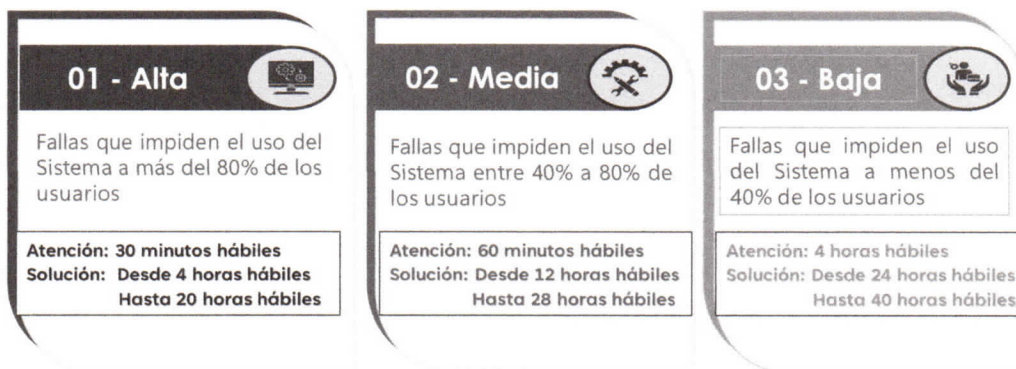 01 - Alta
Fallas que impiden el uso del
Sistema a más del 80% de los
usuarios
Atención: 30 minutos hábiles
Solución: Desde 4 horas hábiles
Hasta 20 horas hábiles
02 - Media
Fallas que impiden el uso del
Sistema entre 40% a 80% de
los usuarios
Atención: 60 minutos hábiles
Solución: Desde 12 horas hábiles
Hasta 28 horas hábiles
03 - Baja
Fallas que impiden el uso
del Sistema a menos del
40% de los usuarios
Atención: 4 horas hábiles
Solución: Desde 24 horas hábiles
Hasta 40 horas hábiles